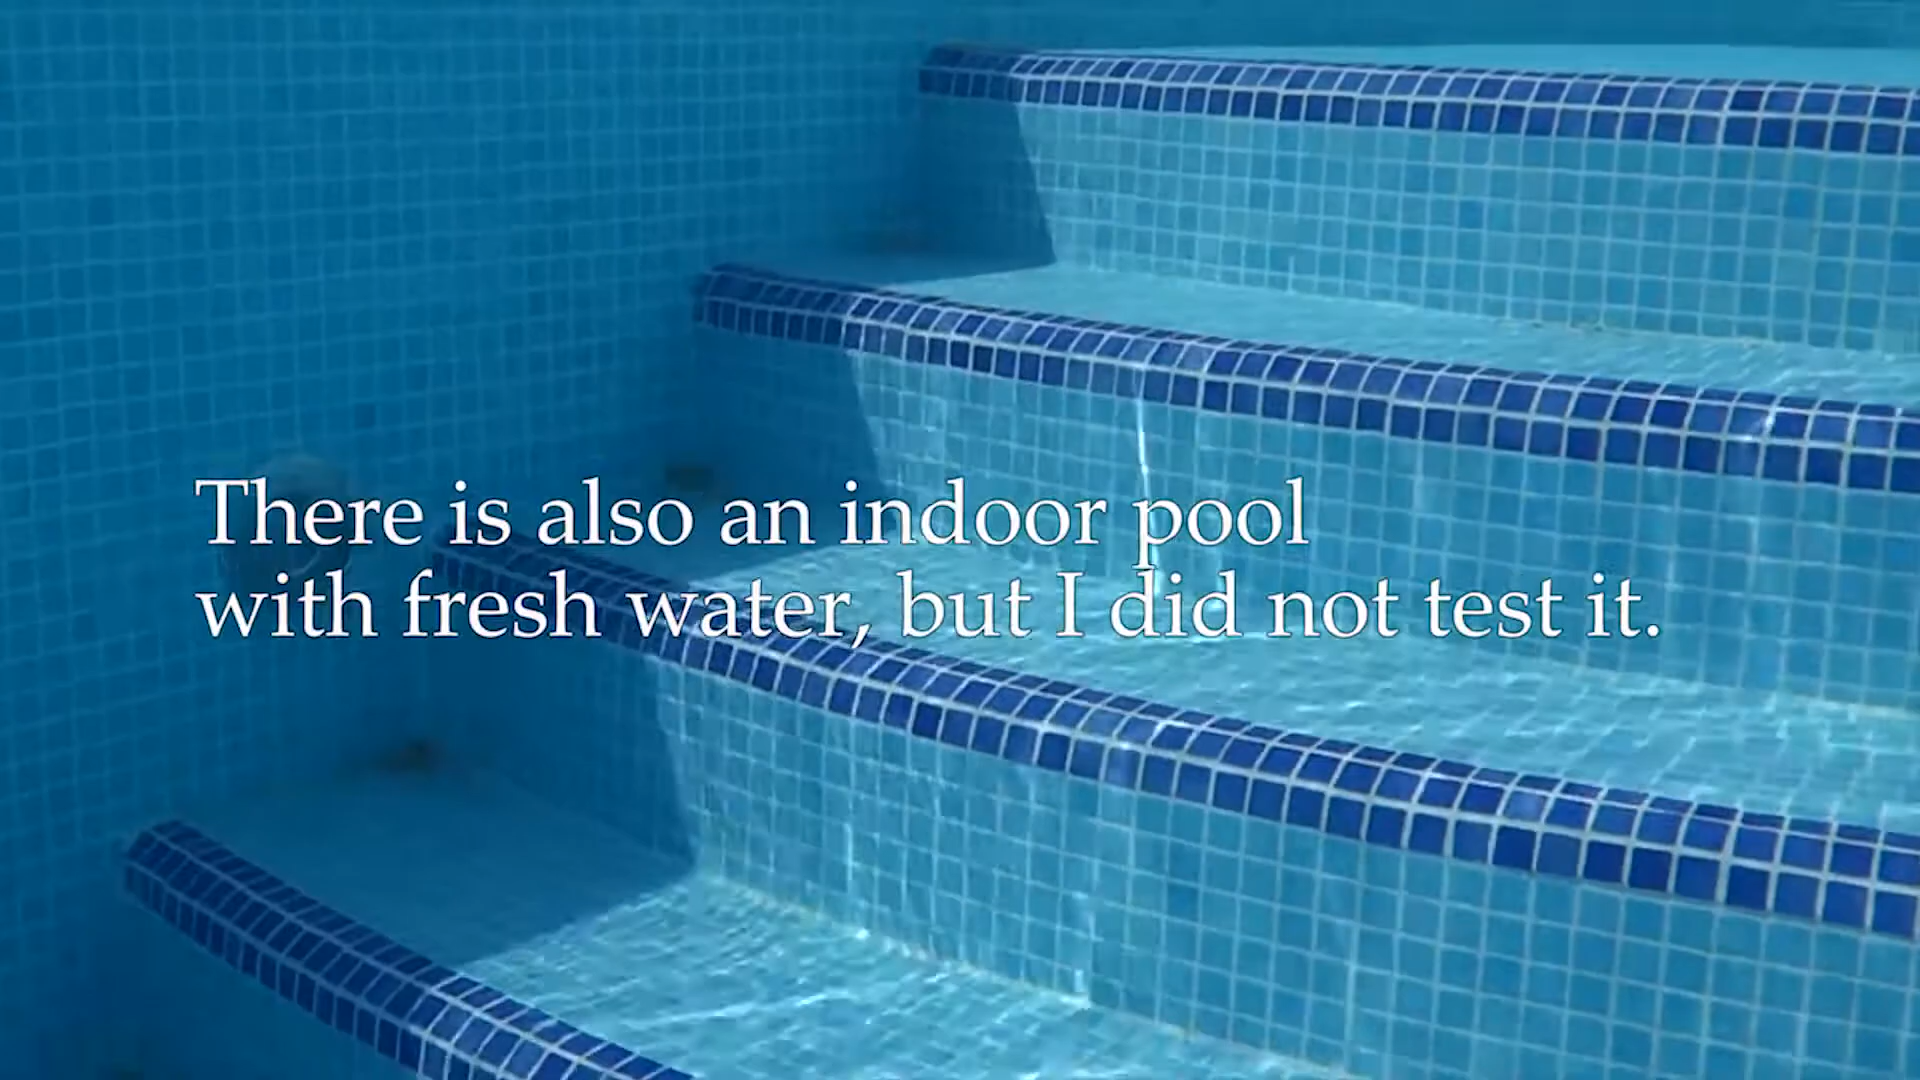 There is also an indoor pool
with fresh water, but I did not test it.